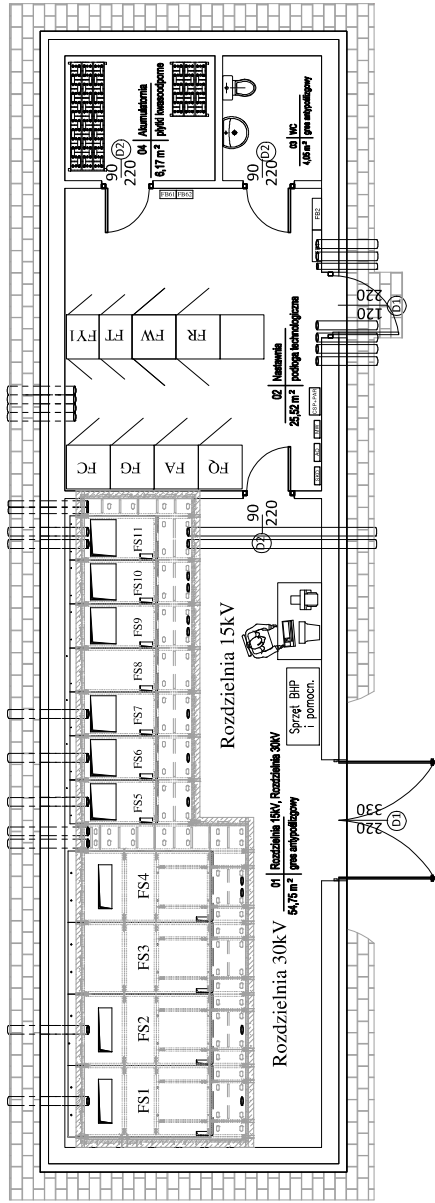 04 Akumulatornia
6,17 m² płytki kwasoodporne
03 WC
4,05 m² gres antypoślizgowy
90
220
D2
90
220
D2
FB61
FB62
FB2
FY1
FT
FW
FR
02 Nastawnia
25,52 m² podłoga technologiczna
120
220
D1
FC
FG
FA
FQ
90
220
D2
FS11
FS10
FS9
FS8
FS7
FS6
FS5
FS4
FS3
FS2
FS1
Rozdzielnia 15kV
Sprzęt BHP
i pomocn.
01 Rozdzielnia 15kV, Rozdzielnia 30kV
54,75 m² gres antypoślizgowy
330
220
D1
Rozdzielnia 30kV